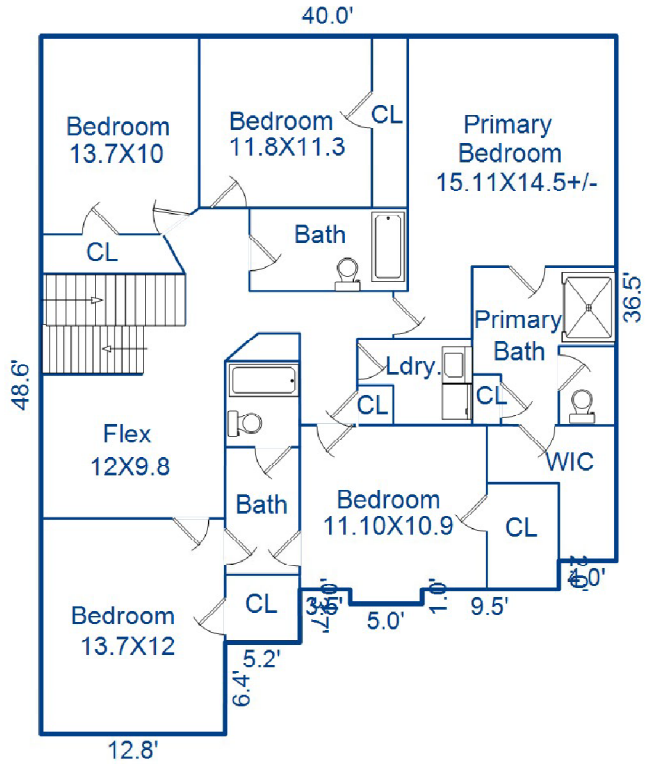 40.0'
Bedroom
13.7X10
Bedroom
11.8X11.3
CL
Primary
Bedroom
15.11X14.5+/-
CL
Bath
36.5'
Primary
Bath
48.6'
Ldry.
CL
CL
Flex
12X9.8
WIC
Bath
Bedroom
11.10X10.9
CL
Bedroom
13.7X12
CL
3.7'
5.0'
1.0'
9.5'
4.0'
5.2'
6.4'
12.8'